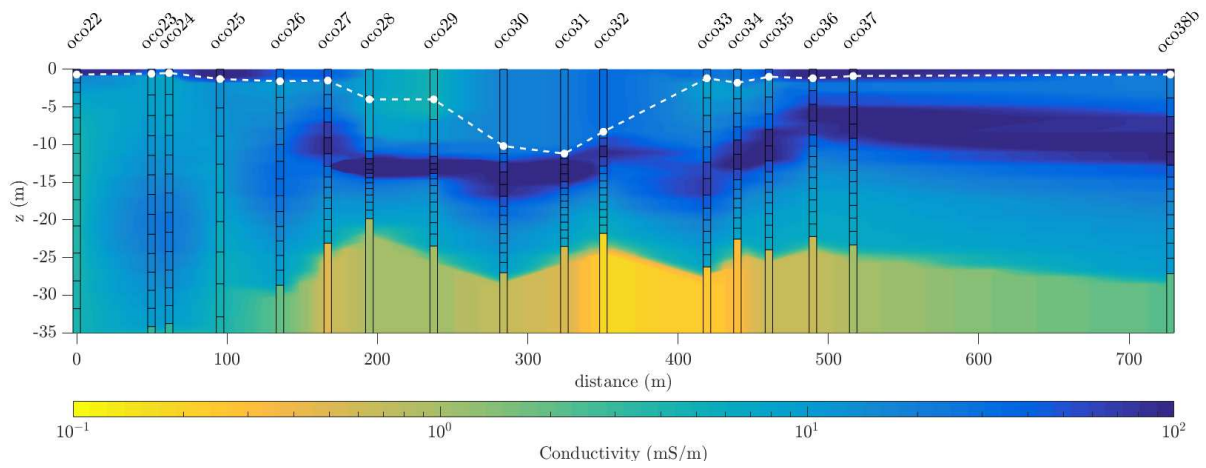 oco22 oco23 oco24 oco25 oco26 oco27 oco28 oco29 oco30 oco31 oco32 oco33 oco34 oco35 oco36 oco37 oco38b
0
-5
-10
-15
-20
-25
-30
-35
z (m)
0 100 200 300 400 500 600 700
distance (m)
10^-1 10^0 10^1 10^2
Conductivity (mS/m)